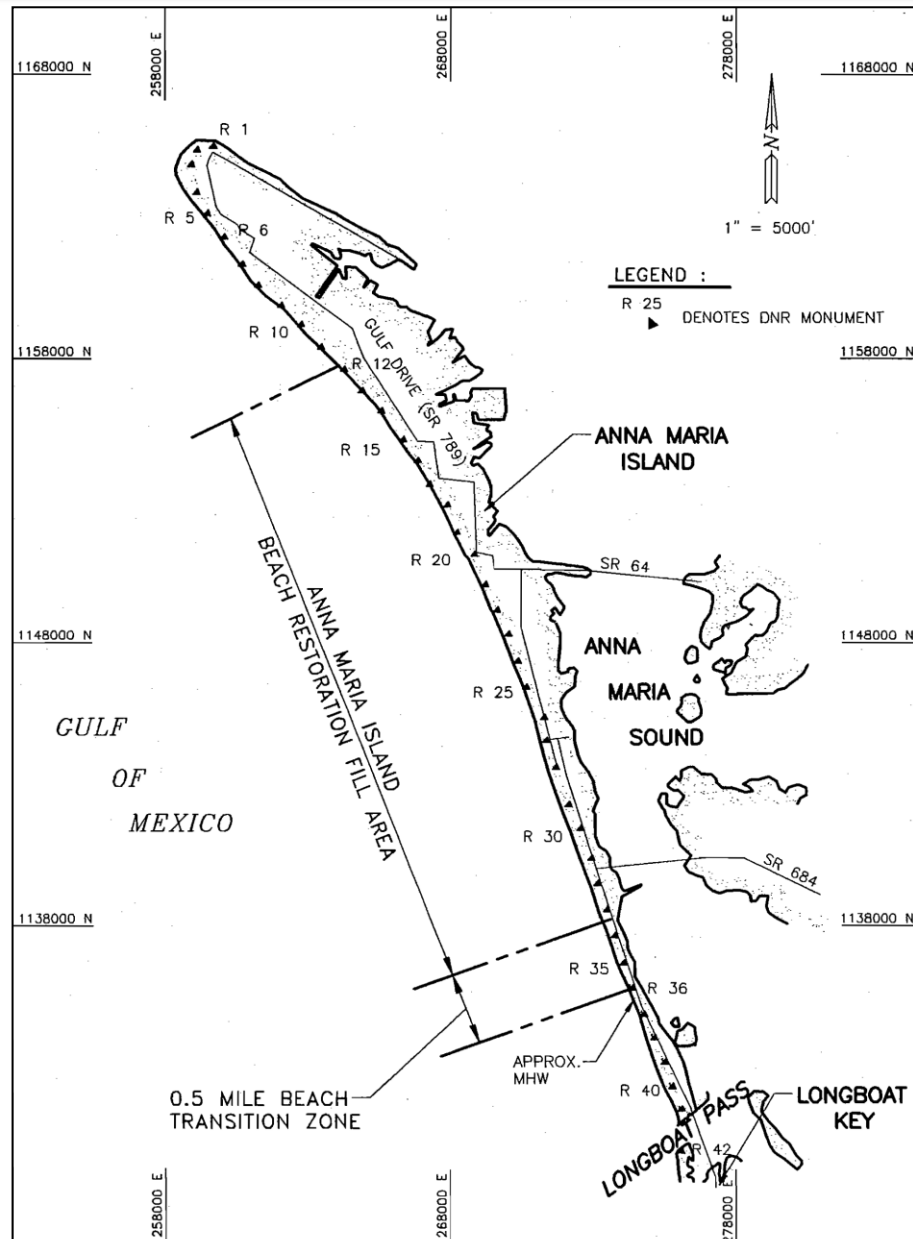 258000 E
268000 E
278000 E
1168000 N
1168000 N
R 1
N
R 5
R 6
1" = 5000'
LEGEND :
R 25
DENOTES DNR MONUMENT
R 10
GULF DRIVE (SR 789)
1158000 N
1158000 N
R 12
R 15
ANNA MARIA
ISLAND
R 20
SR 64
ANNA MARIA ISLAND
BEACH RESTORATION FILL AREA
1148000 N
1148000 N
ANNA
MARIA
SOUND
R 25
GULF
OF
MEXICO
R 30
SR 684
1138000 N
1138000 N
R 35
R 36
APPROX.
MHW
0.5 MILE BEACH
TRANSITION ZONE
R 40
LONGBOAT PASS
LONGBOAT
KEY
R 42
258000 E
268000 E
278000 E